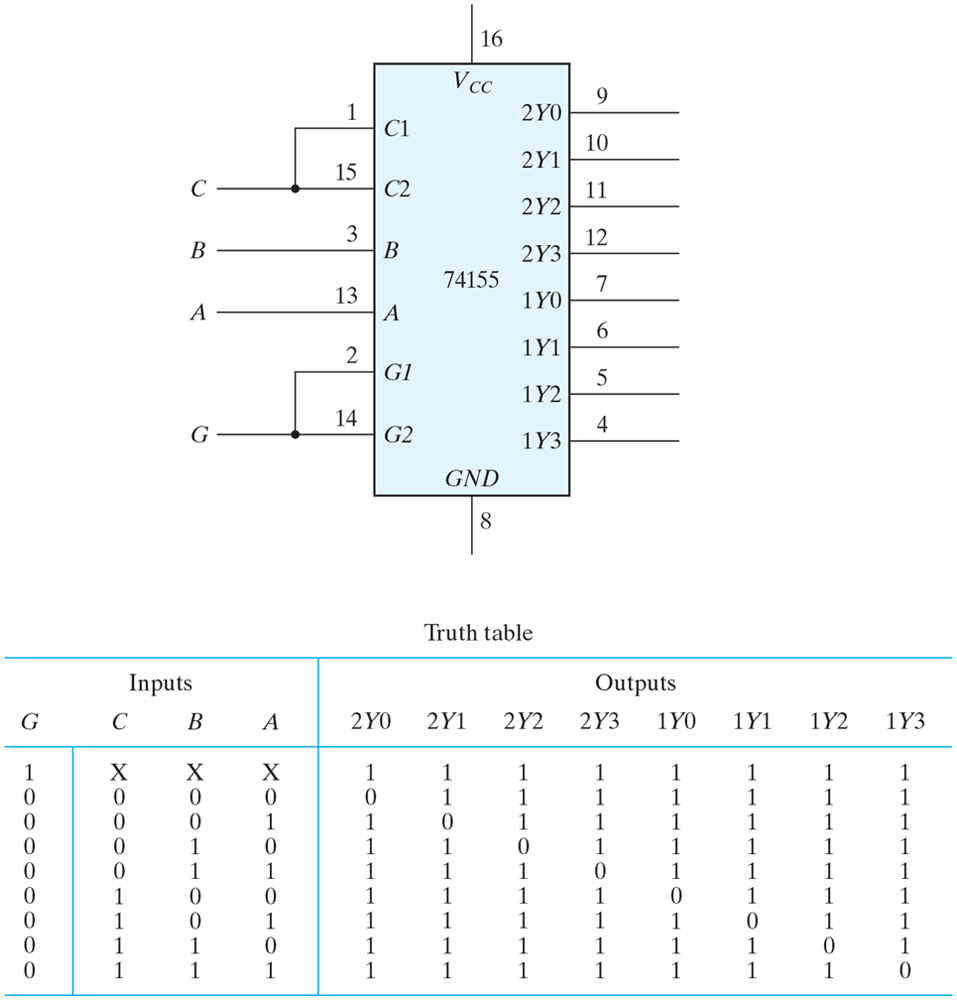 16
V_CC
1 C1 2Y0 9
C 15 C2 2Y1 10
2Y2 11
B 3 B 2Y3 12
74155
A 13 A 1Y0 7
1Y1 6
2 G1 1Y2 5
G 14 G2 1Y3 4
GND
8
Truth table
Inputs Outputs
G C B A 2Y0 2Y1 2Y2 2Y3 1Y0 1Y1 1Y2 1Y3
1 X X X 1 1 1 1 1 1 1 1
0 0 0 0 0 1 1 1 1 1 1 1
0 0 0 1 1 0 1 1 1 1 1 1
0 0 1 0 1 1 0 1 1 1 1 1
0 0 1 1 1 1 1 0 1 1 1 1
0 1 0 0 1 1 1 1 0 1 1 1
0 1 0 1 1 1 1 1 1 0 1 1
0 1 1 0 1 1 1 1 1 1 0 1
0 1 1 1 1 1 1 1 1 1 1 0